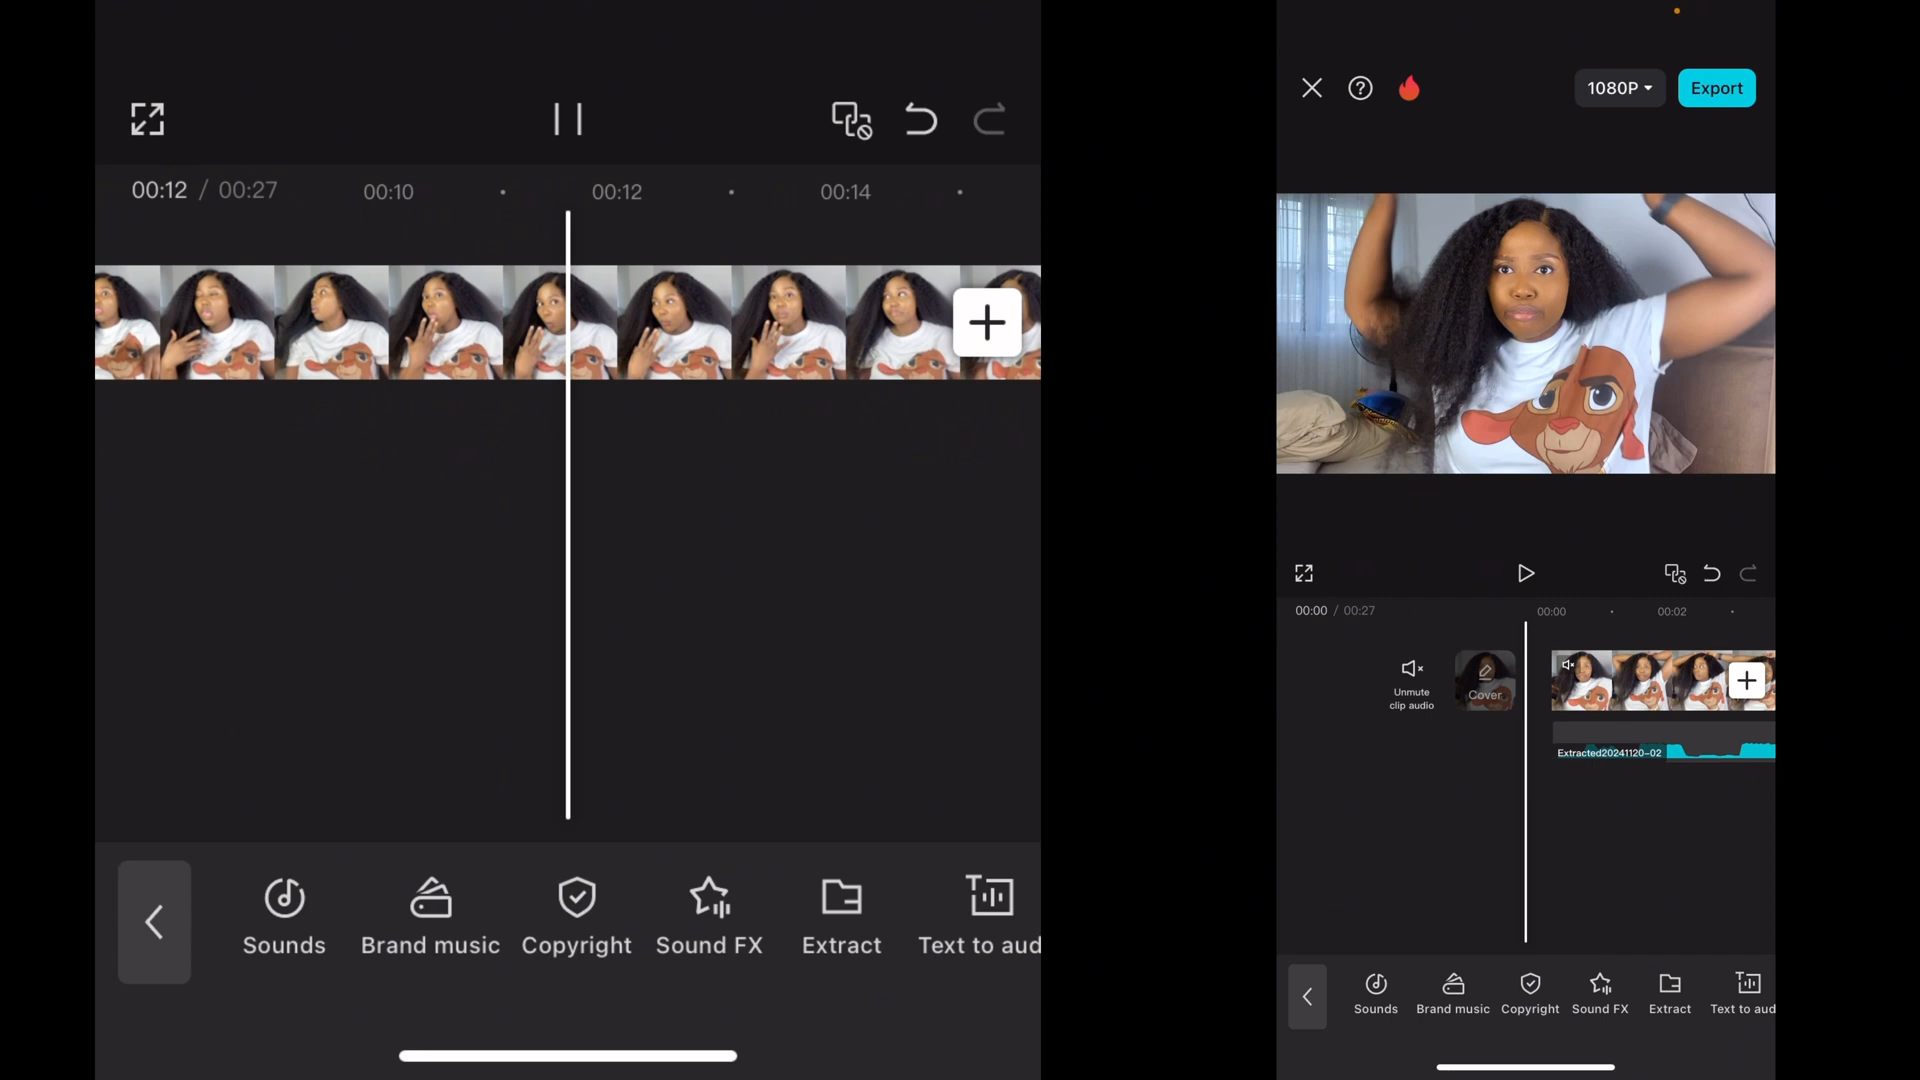 00:12 / 00:27
00:10
00:12
00:14
Sounds
Brand music
Copyright
Sound FX
Extract
Text to aud
1080P
Export
00:00 / 00:27
00:00
00:02
Unmute
clip audio
Cover
Extracted20241120-02
Sounds
Brand music
Copyright
Sound FX
Extract
Text to aud